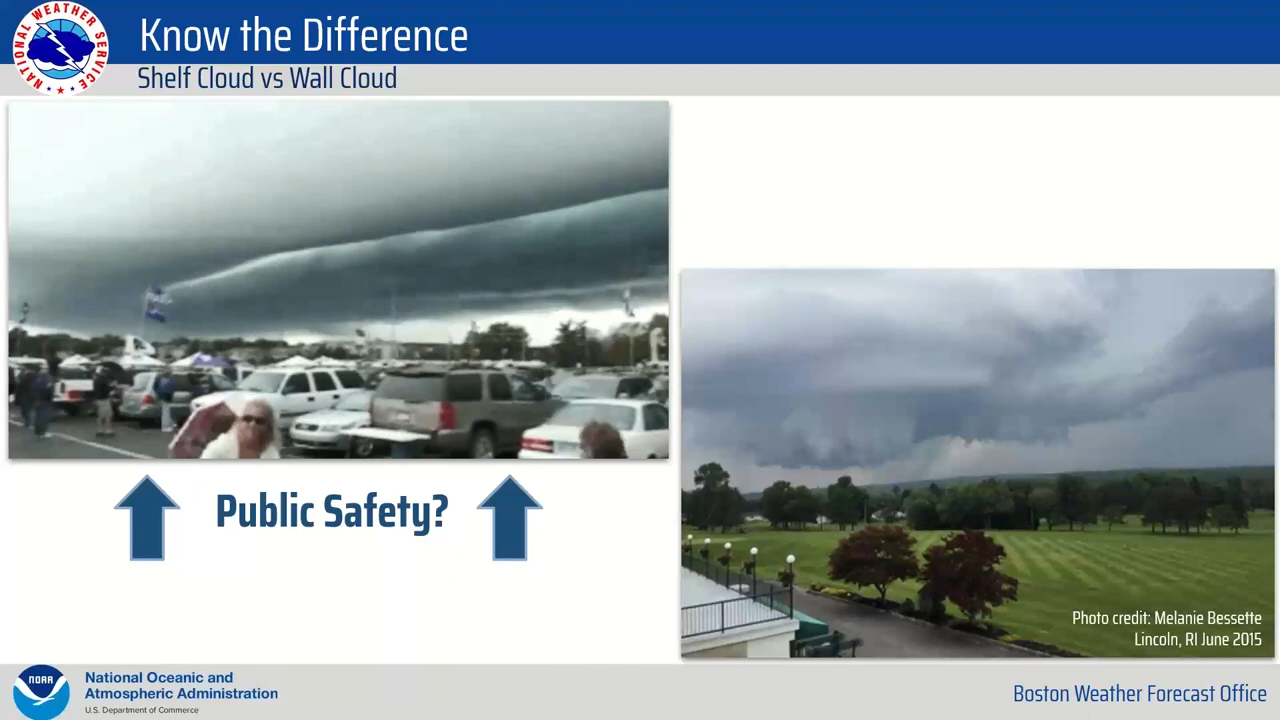 NATIONAL WEATHER SERVICE
Know the Difference
Shelf Cloud vs Wall Cloud
Public Safety?
Photo credit: Melanie Bessette
Lincoln, RI June 2015
NOAA
National Oceanic and
Atmospheric Administration
U.S. Department of Commerce
Boston Weather Forecast Office